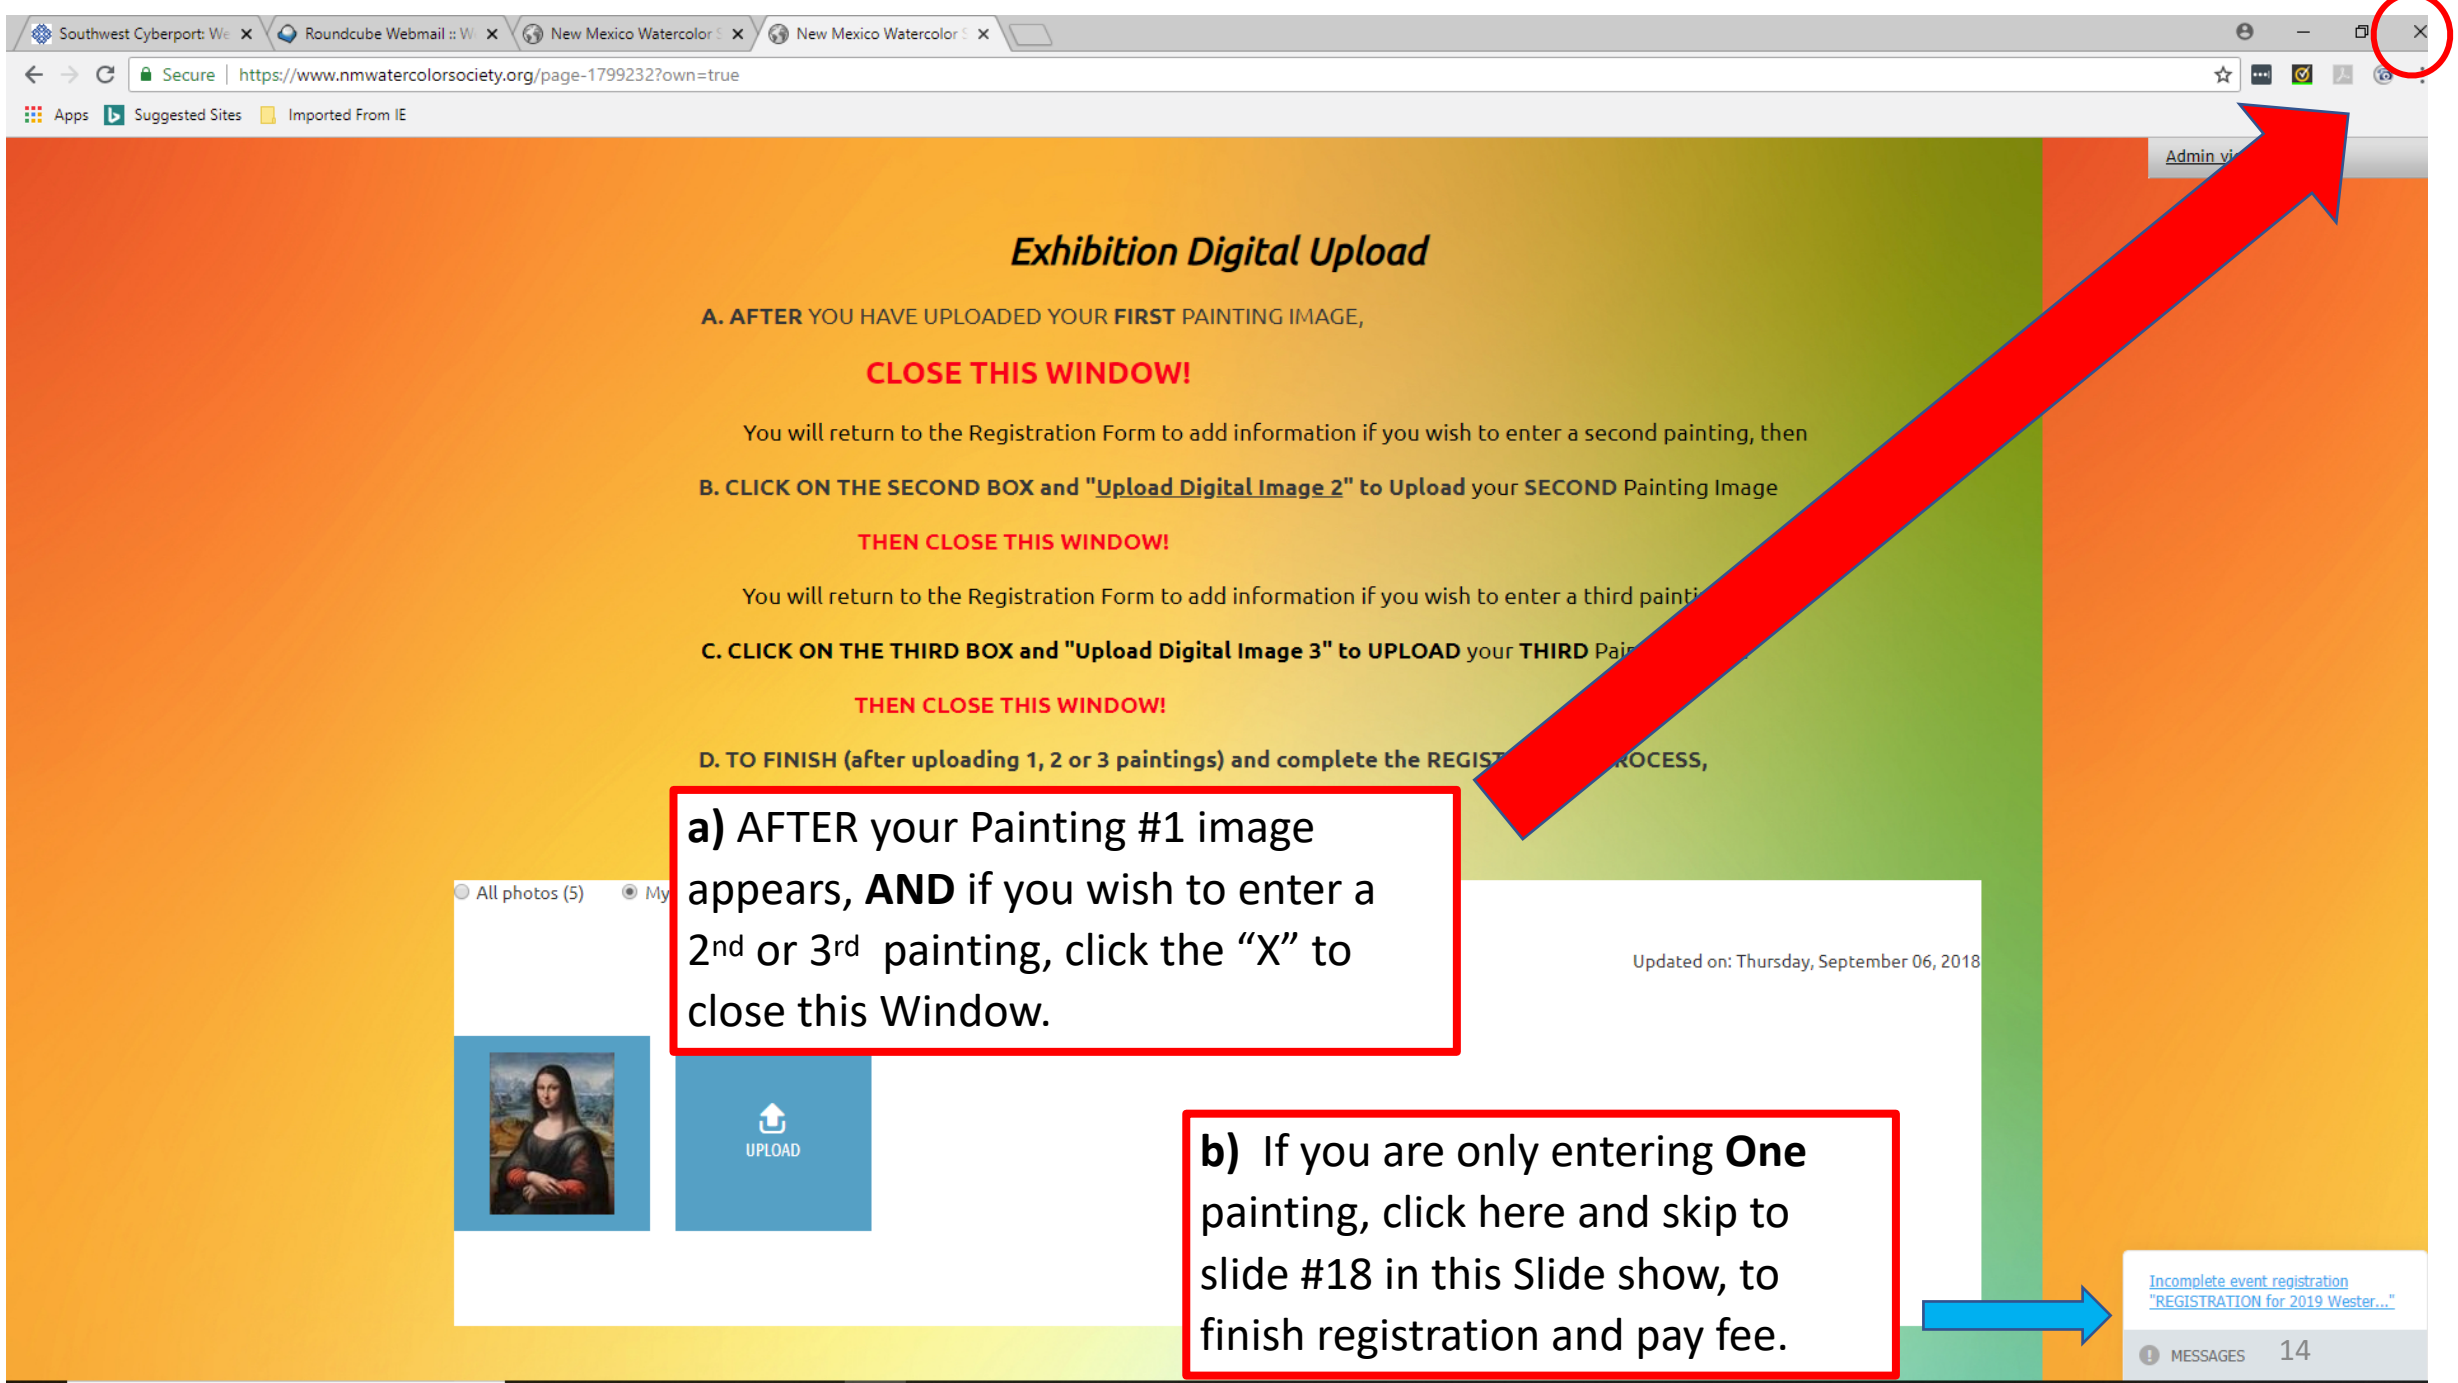 Southwest Cyberport: We
Roundcube Webmail :: W
New Mexico Watercolor S
New Mexico Watercolor S
Secure
https://www.nmwatercolorsociety.org/page-1799232?own=true
Apps
Suggested Sites
Imported From IE
Admin
Exhibition Digital Upload
A. AFTER YOU HAVE UPLOADED YOUR FIRST PAINTING IMAGE,
CLOSE THIS WINDOW!
You will return to the Registration Form to add information if you wish to enter a second painting, then
B. CLICK ON THE SECOND BOX and "Upload Digital Image 2" to Upload your SECOND Painting Image
THEN CLOSE THIS WINDOW!
You will return to the Registration Form to add information if you wish to enter a third
C. CLICK ON THE THIRD BOX and "Upload Digital Image 3" to UPLOAD your THIRD
THEN CLOSE THIS WINDOW!
D. TO FINISH (after uploading 1, 2 or 3 paintings) and complete the
a) AFTER your Painting #1 image
appears, AND if you wish to enter a
2nd or 3rd painting, click the “X” to
close this Window.
All photos (5)
My
Updated on: Thursday, September 06, 2018
UPLOAD
b) If you are only entering One
painting, click here and skip to
slide #18 in this Slide show, to
finish registration and pay fee.
Incomplete event registration
"REGISTRATION for 2019 Wester..."
MESSAGES
14